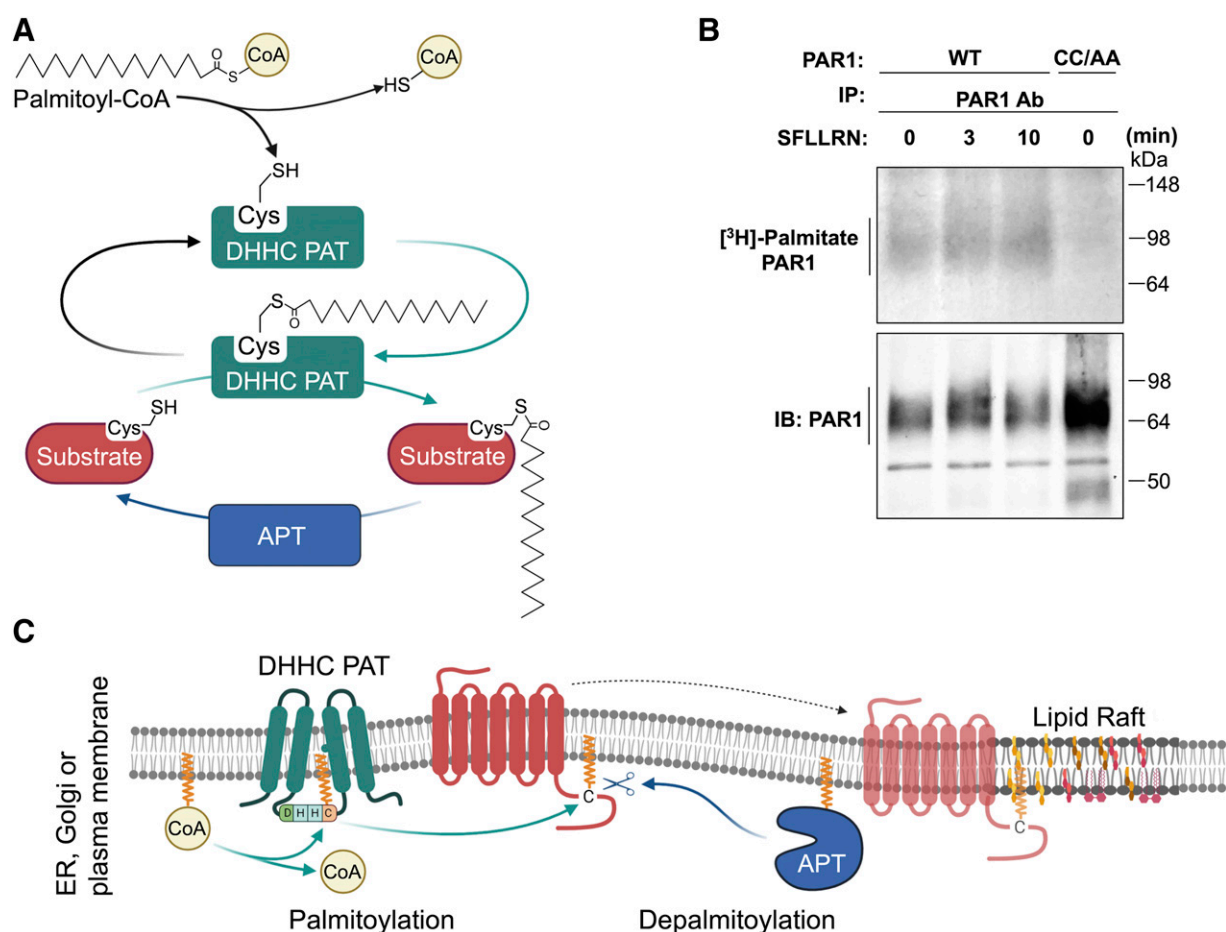 A
CoA
O
S
Palmitoyl-CoA
CoA
HS
SH
Cys
DHHC PAT
S
O
Cys
DHHC PAT
SH
Cys
Substrate
S
O
Cys
Substrate
APT
B
PAR1: WT CC/AA
IP: PAR1 Ab
SFLLRN: 0 3 10 0 (min)
kDa
148
[³H]-Palmitate
PAR1
98
64
IB: PAR1
98
64
50
C
ER, Golgi or
plasma membrane
DHHC PAT
Lipid Raft
CoA
D H H C
CoA
C
APT
C
Palmitoylation
Depalmitoylation